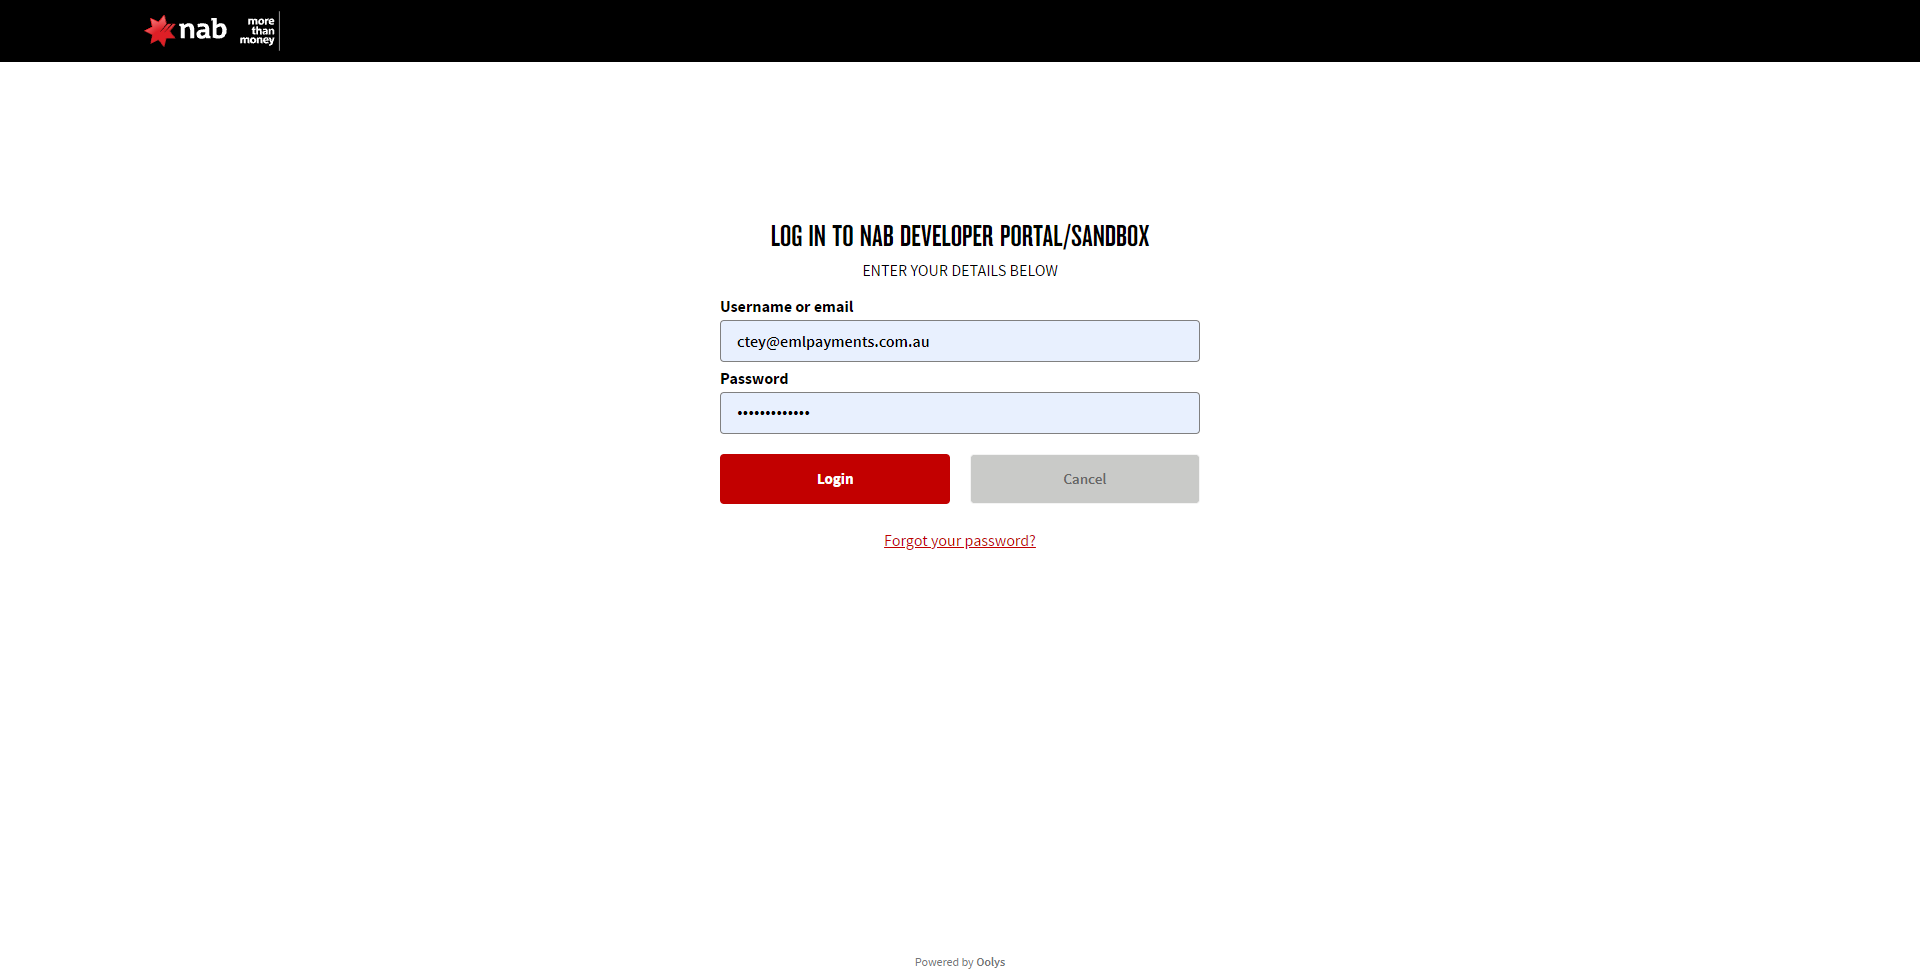 nab
more
than
money
LOG IN TO NAB DEVELOPER PORTAL/SANDBOX
ENTER YOUR DETAILS BELOW
Username or email
ctey@emlpayments.com.au
Password
•••••••••••••
Login
Cancel
Forgot your password?
Powered by Oolys